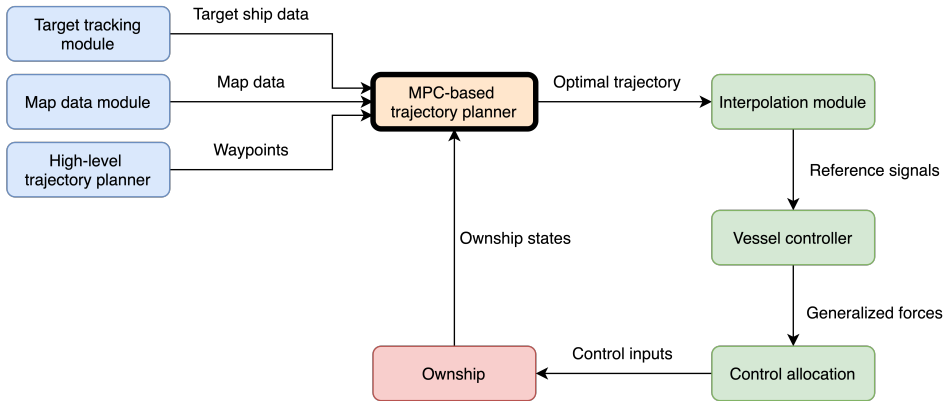 Target tracking
module
Target ship data
Map data module
Map data
High-level
trajectory planner
Waypoints
MPC-based
trajectory planner
Optimal trajectory
Interpolation module
Reference signals
Vessel controller
Generalized forces
Control allocation
Control inputs
Ownship
Ownship states